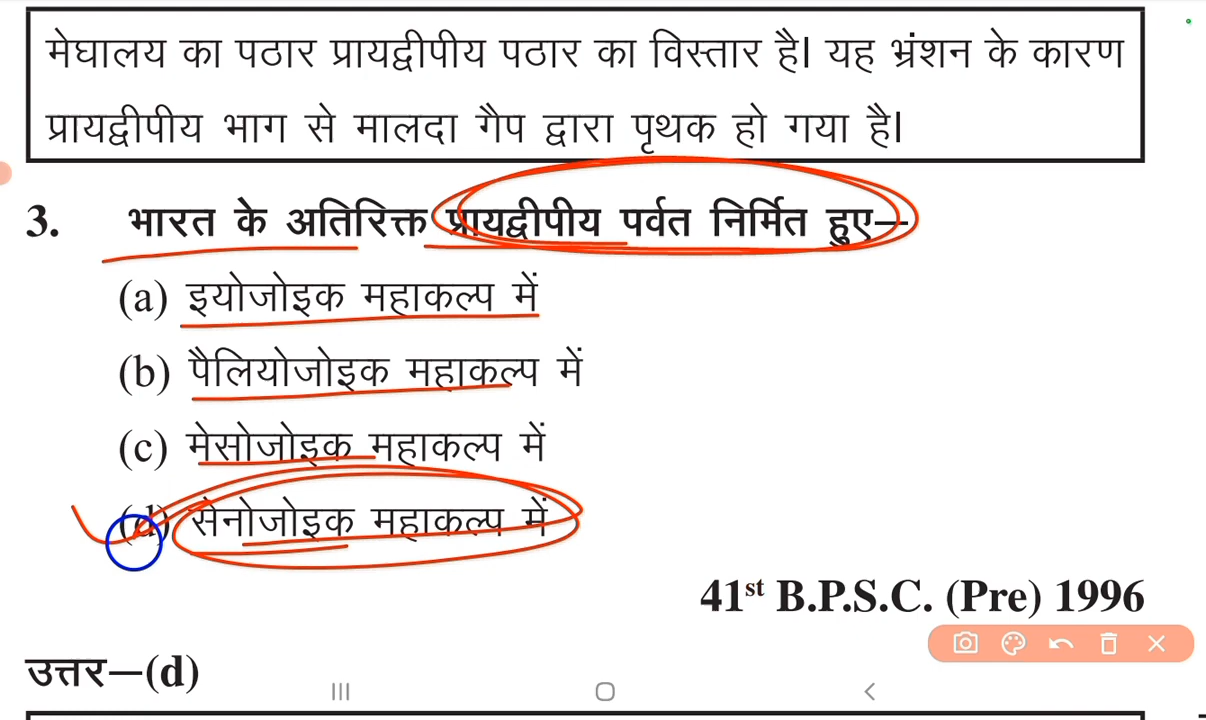 मेघालय का पठार प्रायद्वीपीय पठार का विस्तार है। यह भ्रंशन के कारण
प्रायद्वीपीय भाग से मालदा गैप द्वारा पृथक हो गया है।
3. भारत के अतिरिक्त प्रायद्वीपीय पर्वत निर्मित हुए—
(a) इयोजोइक महाकल्प में
(b) पैलियोजोइक महाकल्प में
(c) मेसोजोइक महाकल्प में
(d) सेनोजोइक महाकल्प में
41st B.P.S.C. (Pre) 1996
उत्तर—(d)